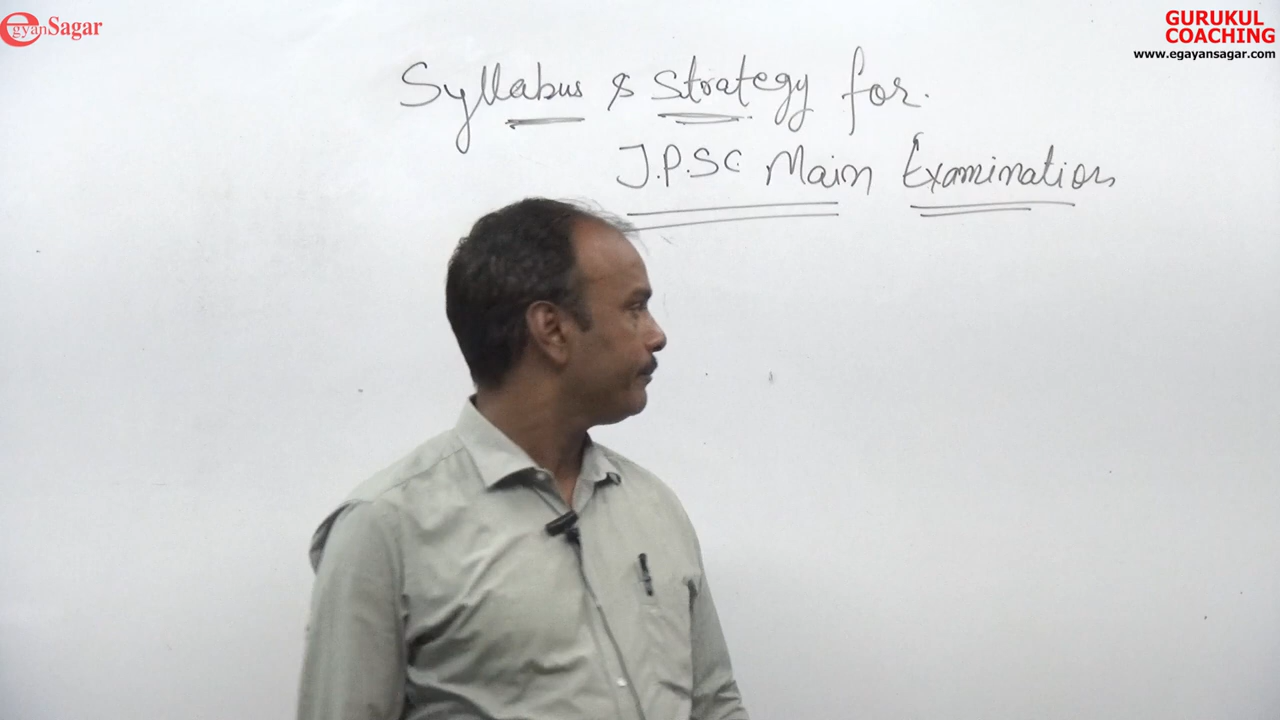 egyanSagar
GURUKUL
COACHING
www.egayansagar.com
Syllabus & Strategy for.
J.P.S.C. Main Examination